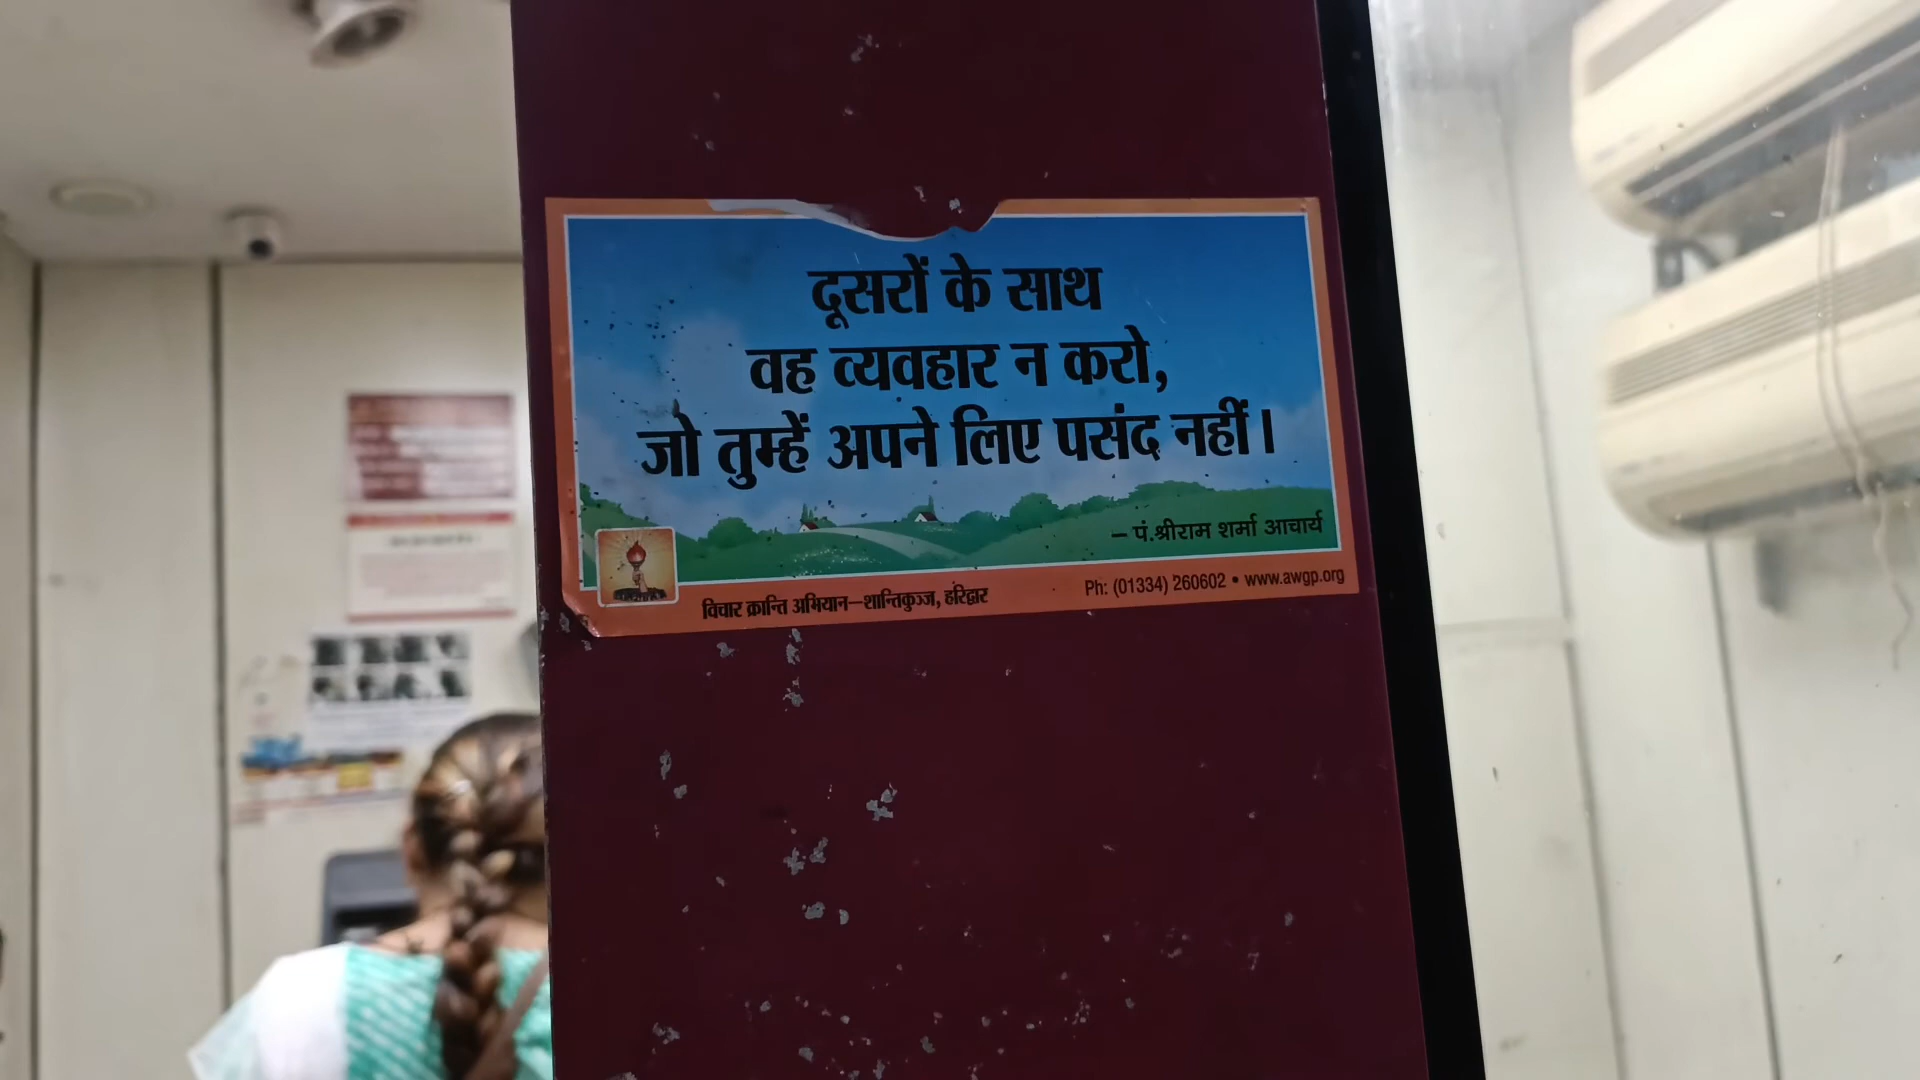 दूसरों के साथ
वह व्यवहार न करो,
जो तुम्हें अपने लिए पसंद नहीं।
– पं.श्रीराम शर्मा आचार्य
विचार क्रान्ति अभियान–शान्तिकुञ्ज, हरिद्वार
Ph: (01334) 260602 • www.awgp.org